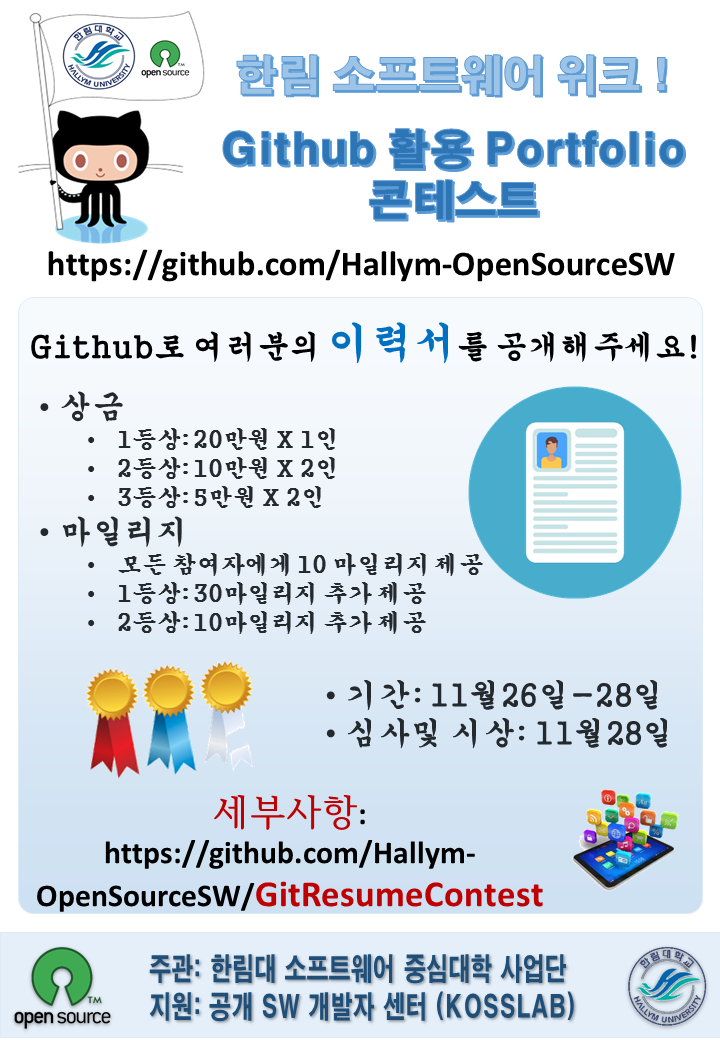 한림대학교
HALLYM UNIVERSITY
open source
TM
한림 소프트웨어 위크 !
Github 활용 Portfolio
콘테스트
https://github.com/Hallym-OpenSourceSW
Github로 여러분의 이력서를 공개해주세요!
• 상금
• 1등상:20만원 X 1인
• 2등상:10만원 X 2인
• 3등상:5만원 X 2인
• 마일리지
• 모든 참여자에게 10 마일리지 제공
• 1등상:30마일리지 추가 제공
• 2등상:10마일리지 추가 제공
• 기간: 11월26일-28일
• 심사및 시상: 11월28일
세부사항:
https://github.com/Hallym-
OpenSourceSW/GitResumeContest
주관: 한림대 소프트웨어 중심대학 사업단
지원: 공개 SW 개발자 센터 (KOSSLAB)
TM
open source
한림대학교
HALLYM UNIVERSITY